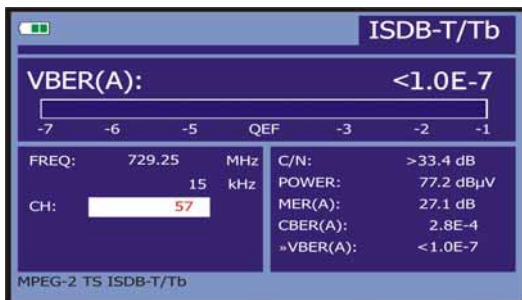 ISDB-T/Tb
VBER(A): <1.0E-7
-7 -6 -5 QEF -3 -2 -1
FREQ: 729.25 MHz
15 kHz
CH: 57
C/N: >33.4 dB
POWER: 77.2 dBµV
MER(A): 27.1 dB
CBER(A): 2.8E-4
»VBER(A): <1.0E-7
MPEG-2 TS ISDB-T/Tb